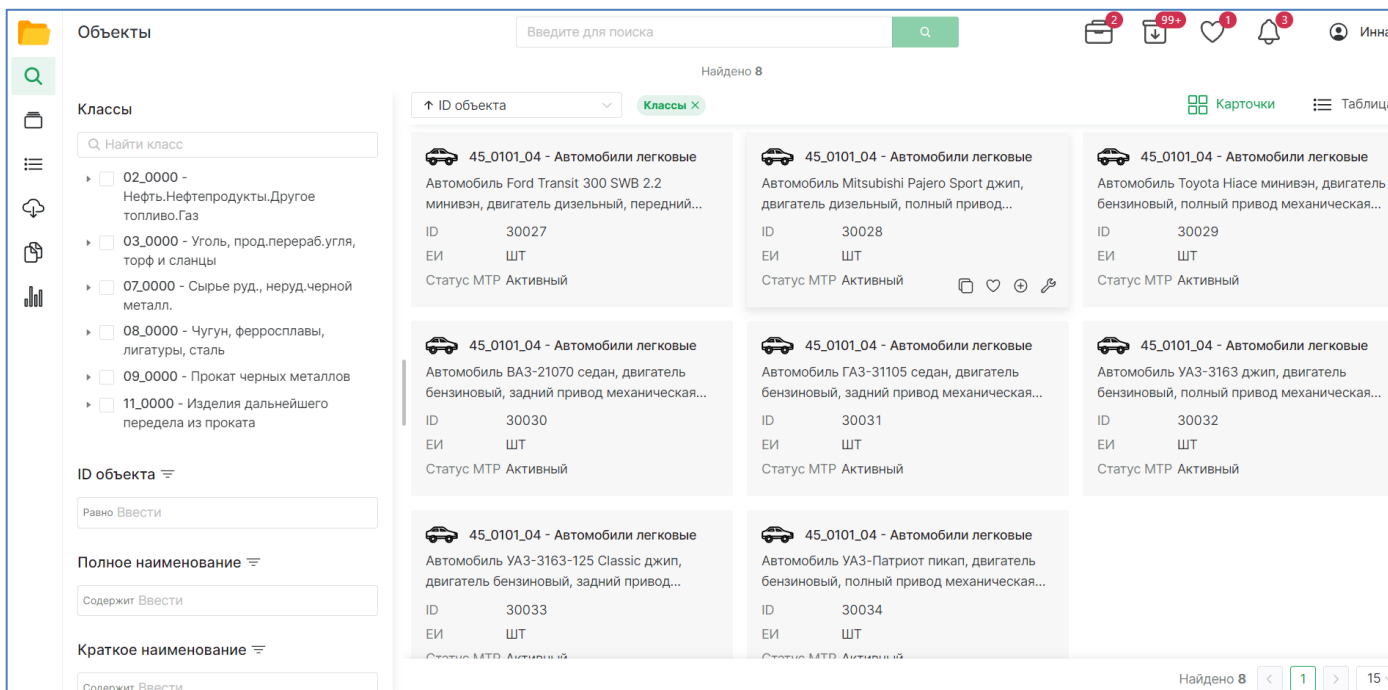 Объекты
Введите для поиска
2
99+
1
3
Инна
Найдено 8
Классы
Найти класс
02_0000 -
Нефть.Нефтепродукты.Другое
топливо.Газ
03_0000 - Уголь, прод.перераб.угля,
торф и сланцы
07_0000 - Сырье руд., неруд.черной
металл.
08_0000 - Чугун, ферросплавы,
лигатуры, сталь
09_0000 - Прокат черных металлов
11_0000 - Изделия дальнейшего
передела из проката
ID объекта
Равно Ввести
Полное наименование
Содержит Ввести
Краткое наименование
Содержит Ввести
ID объекта
Классы
Карточки
Таблица
45_0101_04 - Автомобили легковые
Автомобиль Ford Transit 300 SWB 2.2
минивэн, двигатель дизельный, передний...
ID 30027
ЕИ ШТ
Статус МТР Активный
45_0101_04 - Автомобили легковые
Автомобиль Mitsubishi Pajero Sport джип,
двигатель дизельный, полный привод...
ID 30028
ЕИ ШТ
Статус МТР Активный
45_0101_04 - Автомобили легковые
Автомобиль Toyota Hiace минивэн, двигатель
бензиновый, полный привод механическая...
ID 30029
ЕИ ШТ
Статус МТР Активный
45_0101_04 - Автомобили легковые
Автомобиль ВАЗ-21070 седан, двигатель
бензиновый, задний привод механическая...
ID 30030
ЕИ ШТ
Статус МТР Активный
45_0101_04 - Автомобили легковые
Автомобиль ГАЗ-31105 седан, двигатель
бензиновый, задний привод механическая...
ID 30031
ЕИ ШТ
Статус МТР Активный
45_0101_04 - Автомобили легковые
Автомобиль УАЗ-3163 джип, двигатель
бензиновый, полный привод механическая...
ID 30032
ЕИ ШТ
Статус МТР Активный
45_0101_04 - Автомобили легковые
Автомобиль УАЗ-3163-125 Classic джип,
двигатель бензиновый, задний привод...
ID 30033
ЕИ ШТ
Статус МТР Активный
45_0101_04 - Автомобили легковые
Автомобиль УАЗ-Патриот пикап, двигатель
бензиновый, полный привод механическая...
ID 30034
ЕИ ШТ
Статус МТР Активный
Найдено 8
1
15